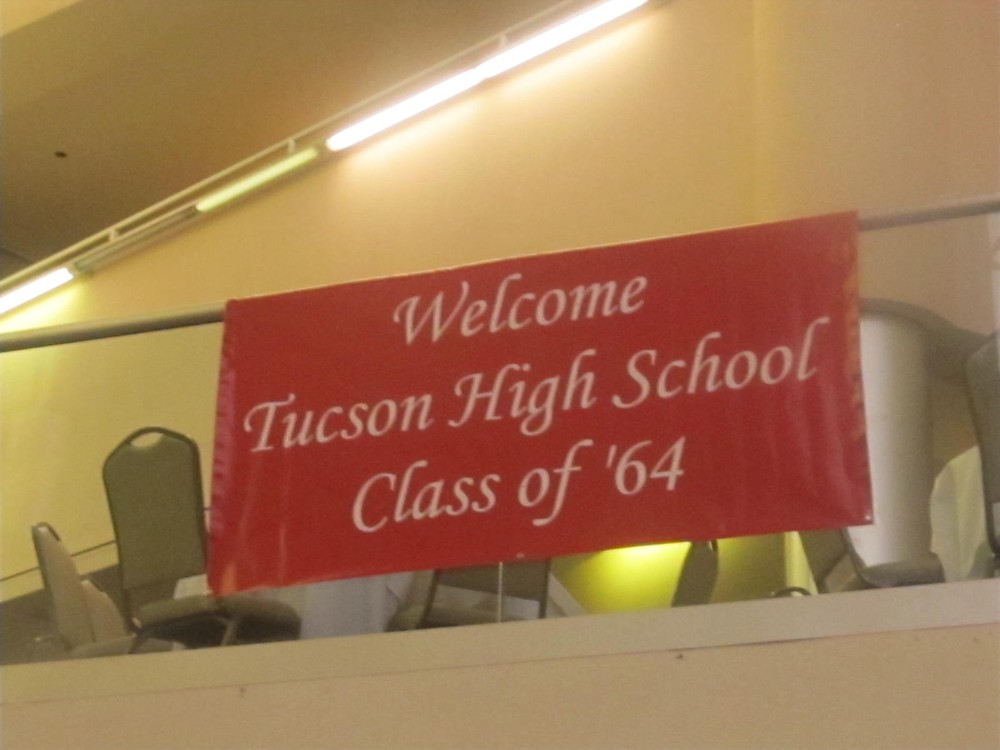 Welcome
Tucson High School
Class of '64